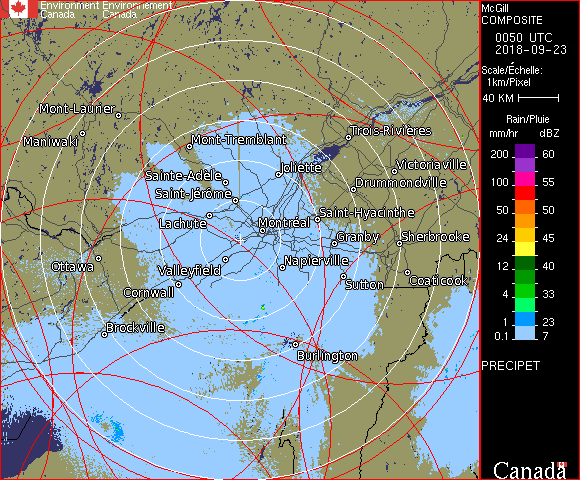 Environment Environnement
Canada Canada
McGill
COMPOSITE
0050 UTC
2018-09-23
Scale/Échelle:
1km/Pixel
40 KM
Rain/Pluie
mm/hr dBZ
200 60
100 55
50 50
24 45
12 40
4 33
1 23
0.1 7
PRECIPET
Canada
Mont-Laurier
Maniwaki
Mont-Tremblant
Trois-Rivières
Sainte-Adèle
Joliette
Victoriaville
Saint-Jérôme
Drummondville
Lachute
Montréal
Saint-Hyacinthe
Granby
Sherbrooke
Ottawa
Valleyfield
Napierville
Cornwall
Sutton
Coaticook
Brockville
Burlington